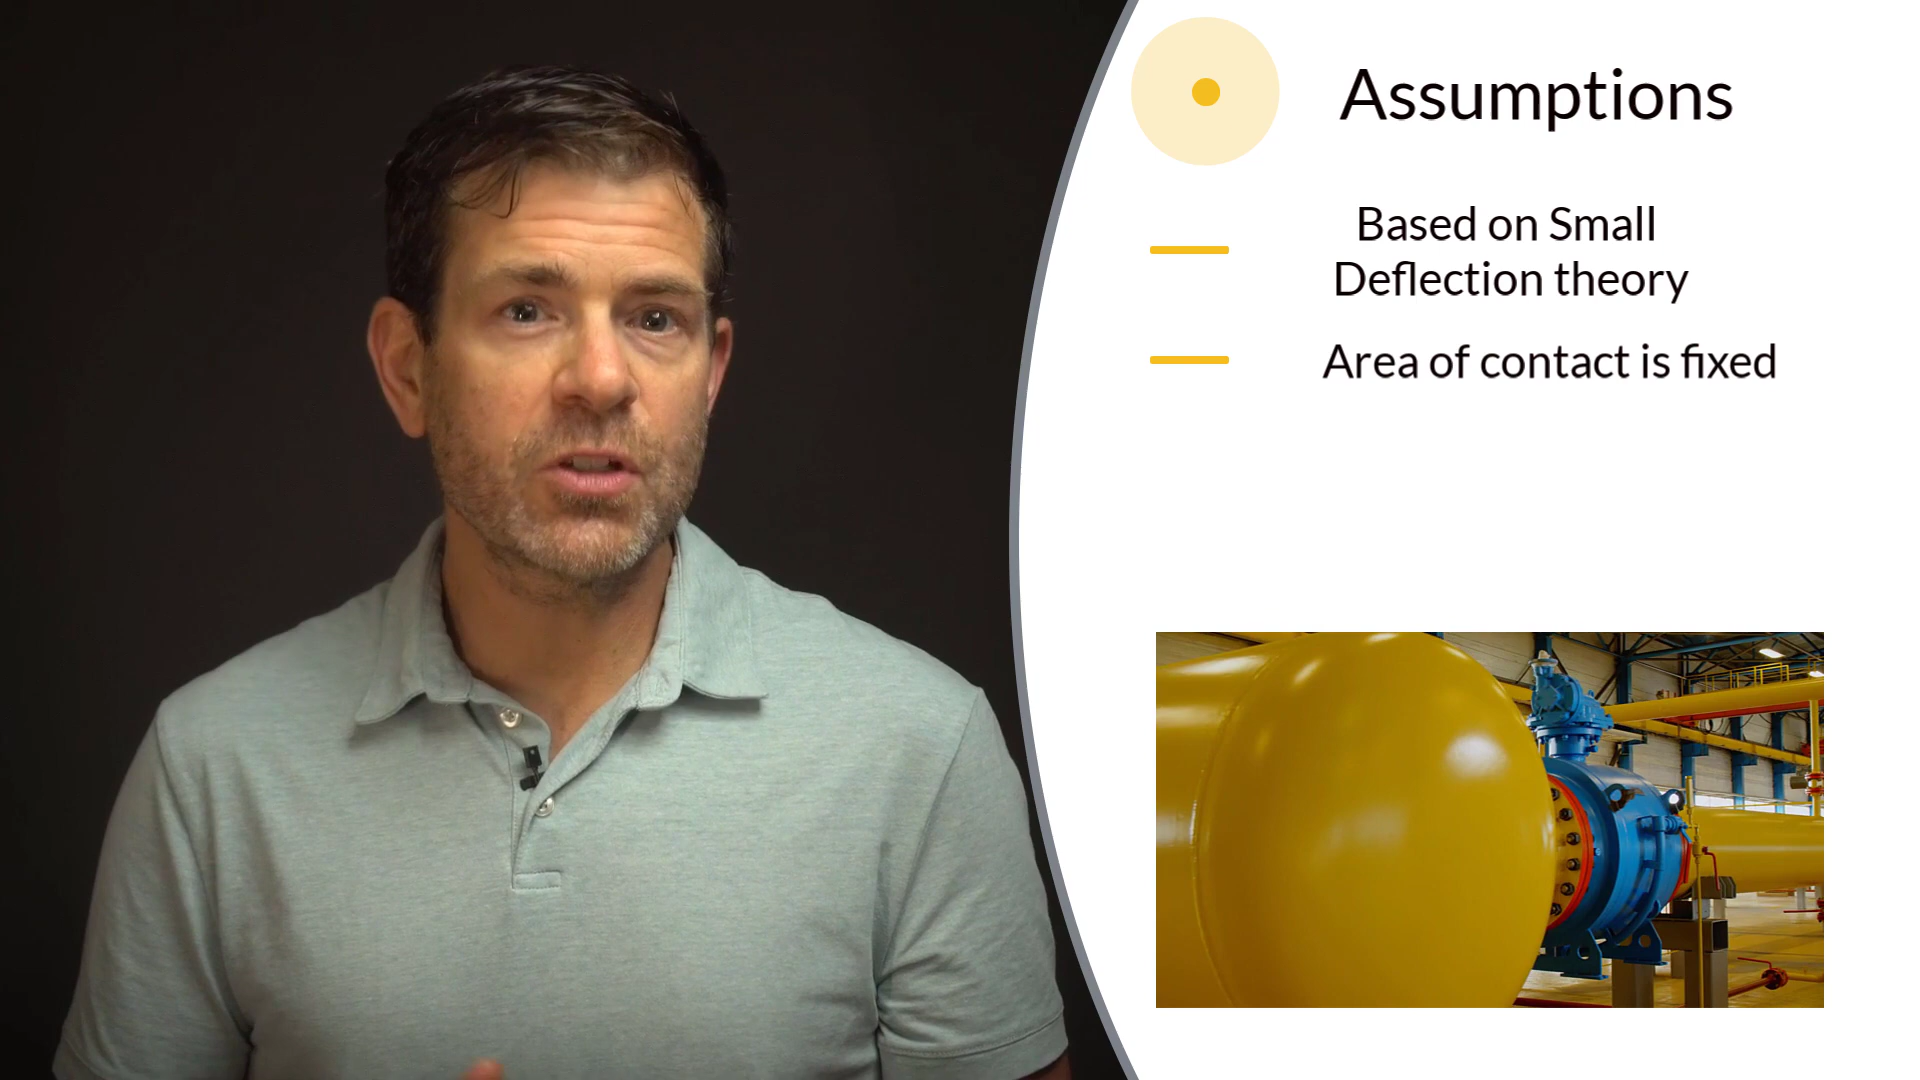 Assumptions
Based on Small
Deflection theory
Area of contact is fixed